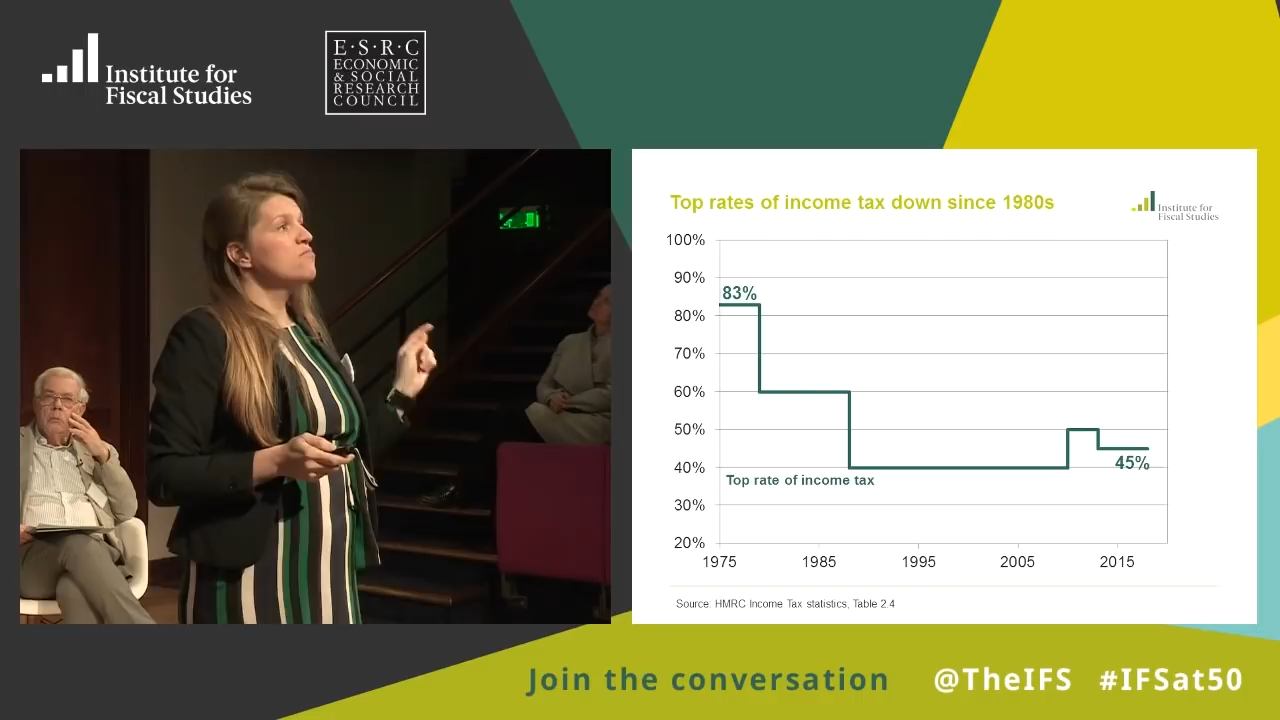 Institute for
Fiscal Studies
E·S·R·C
ECONOMIC
& SOCIAL
RESEARCH
COUNCIL
Top rates of income tax down since 1980s
Institute for
Fiscal Studies
100%
90%
83%
80%
70%
60%
50%
45%
40%
Top rate of income tax
30%
20%
1975 1985 1995 2005 2015
Source: HMRC Income Tax statistics, Table 2.4
Join the conversation @TheIFS #IFSat50